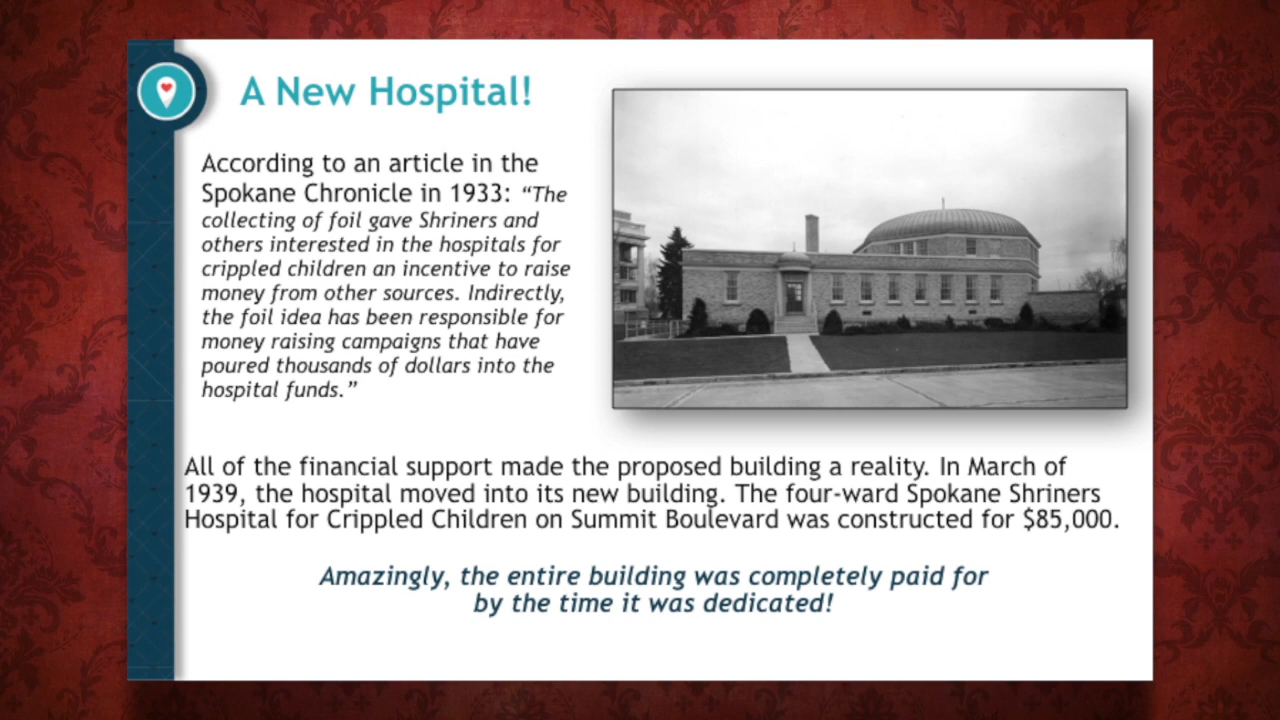 A New Hospital!
According to an article in the
Spokane Chronicle in 1933: “The
collecting of foil gave Shriners and
others interested in the hospitals for
crippled children an incentive to raise
money from other sources. Indirectly,
the foil idea has been responsible for
money raising campaigns that have
poured thousands of dollars into the
hospital funds.”
All of the financial support made the proposed building a reality. In March of
1939, the hospital moved into its new building. The four-ward Spokane Shriners
Hospital for Crippled Children on Summit Boulevard was constructed for $85,000.
Amazingly, the entire building was completely paid for
by the time it was dedicated!